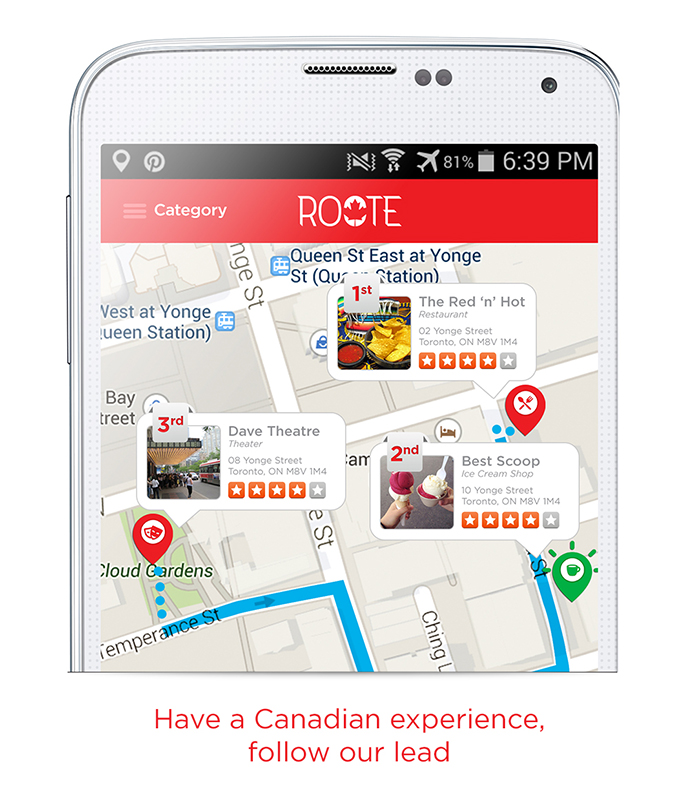 81% 6:39 PM
Category
ROOTE
nge St
Queen St East at Yonge
St (Queen Station)
West at Yonge
ueen Station)
1st
The Red ‘n’ Hot
Restaurant
02 Yonge Street
Toronto, ON M8V 1M4
Bay
treet
3rd
Dave Theatre
Theater
08 Yonge Street
Toronto, ON M8V 1M4
Cam
2nd
Best Scoop
Ice Cream Shop
10 Yonge Street
Toronto, ON M8V 1M4
e St
St
Cloud Gardens
Temperance St
Ching L
Have a Canadian experience,
follow our lead